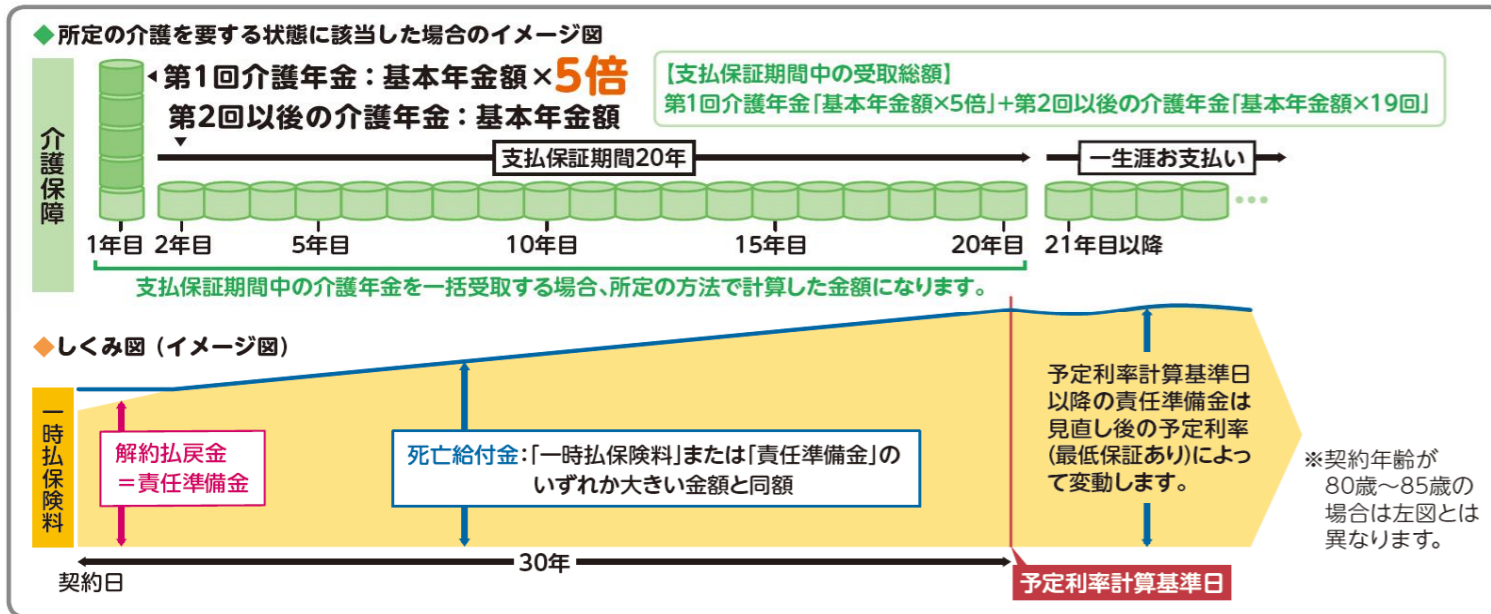 ◆所定の介護を要する状態に該当した場合のイメージ図
介護保障
第1回介護年金：基本年金額×5倍
第2回以後の介護年金：基本年金額
【支払保証期間中の受取総額】
第1回介護年金「基本年金額×5倍」+第2回以後の介護年金「基本年金額×19回」
支払保証期間20年
一生涯お支払い
1年目 2年目 5年目 10年目 15年目 20年目 21年目以降
支払保証期間中の介護年金を一括受取する場合、所定の方法で計算した金額になります。
◆しくみ図（イメージ図）
一時払保険料
解約払戻金
＝責任準備金
死亡給付金：「一時払保険料」または「責任準備金」の
いずれか大きい金額と同額
予定利率計算基準日
以降の責任準備金は
見直し後の予定利率
(最低保証あり)によっ
て変動します。
※契約年齢が
80歳～85歳の
場合は左図とは
異なります。
30年
契約日
予定利率計算基準日